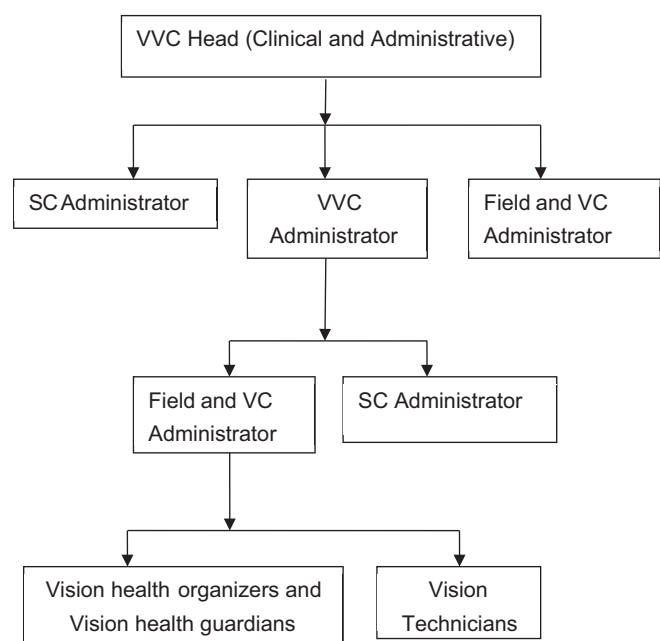 VVC Head (Clinical and Administrative)
SC Administrator
VVC
Administrator
Field and VC
Administrator
Field and VC
Administrator
SC Administrator
Vision health organizers and
Vision health guardians
Vision
Technicians